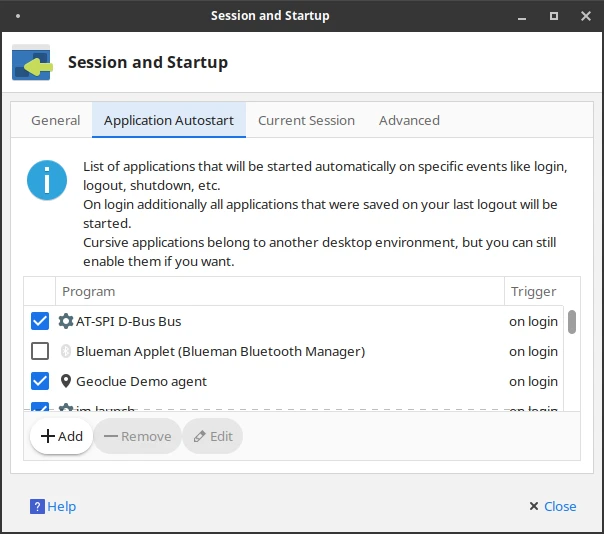 Session and Startup
Session and Startup
General Application Autostart Current Session Advanced
List of applications that will be started automatically on specific events like login,
logout, shutdown, etc.
On login additionally all applications that were saved on your last logout will be
started.
Cursive applications belong to another desktop environment, but you can still
enable them if you want.
Program Trigger
AT-SPI D-Bus Bus on login
Blueman Applet (Blueman Bluetooth Manager) on login
Geoclue Demo agent on login
im-launch on login
Add Remove Edit
? Help Close